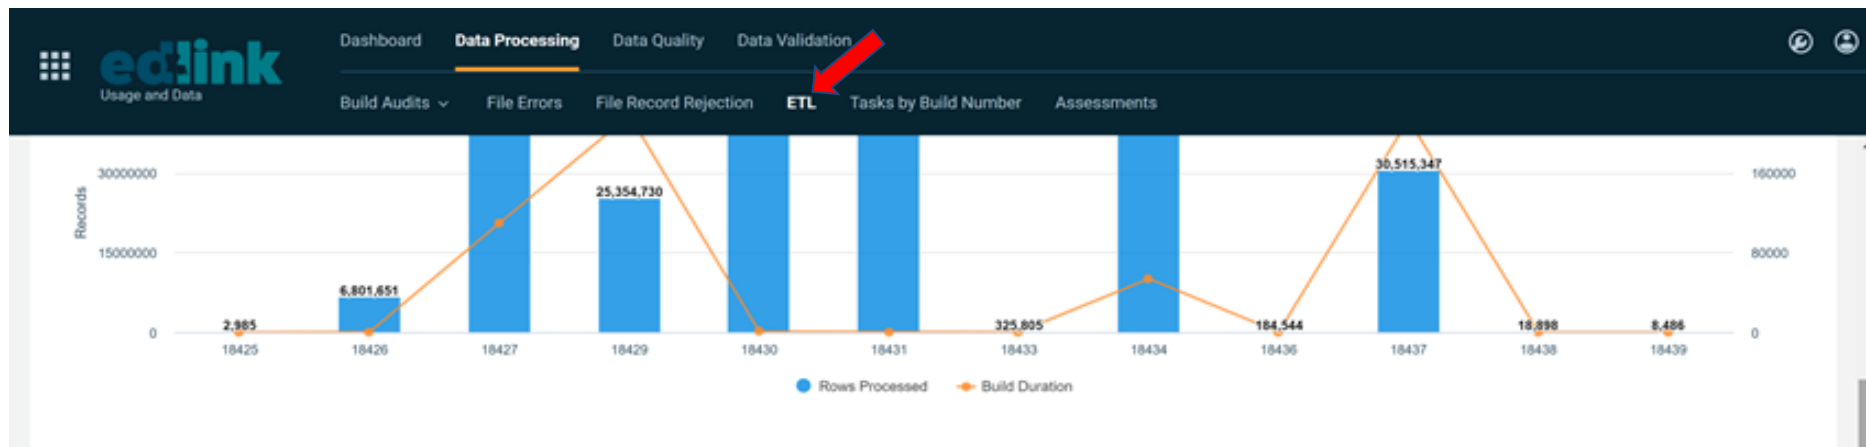 Dashboard Data Processing Data Quality Data Validation
ed:link
Usage and Data
Build Audits File Errors File Record Rejection ETL Tasks by Build Number Assessments
Records
30000000
15000000
0
160000
80000
0
2,985
6,801,651
25,354,730
325,805
184,544
30,515,347
18,898
8,486
18425 18426 18427 18429 18430 18431 18433 18434 18436 18437 18438 18439
Rows Processed Build Duration